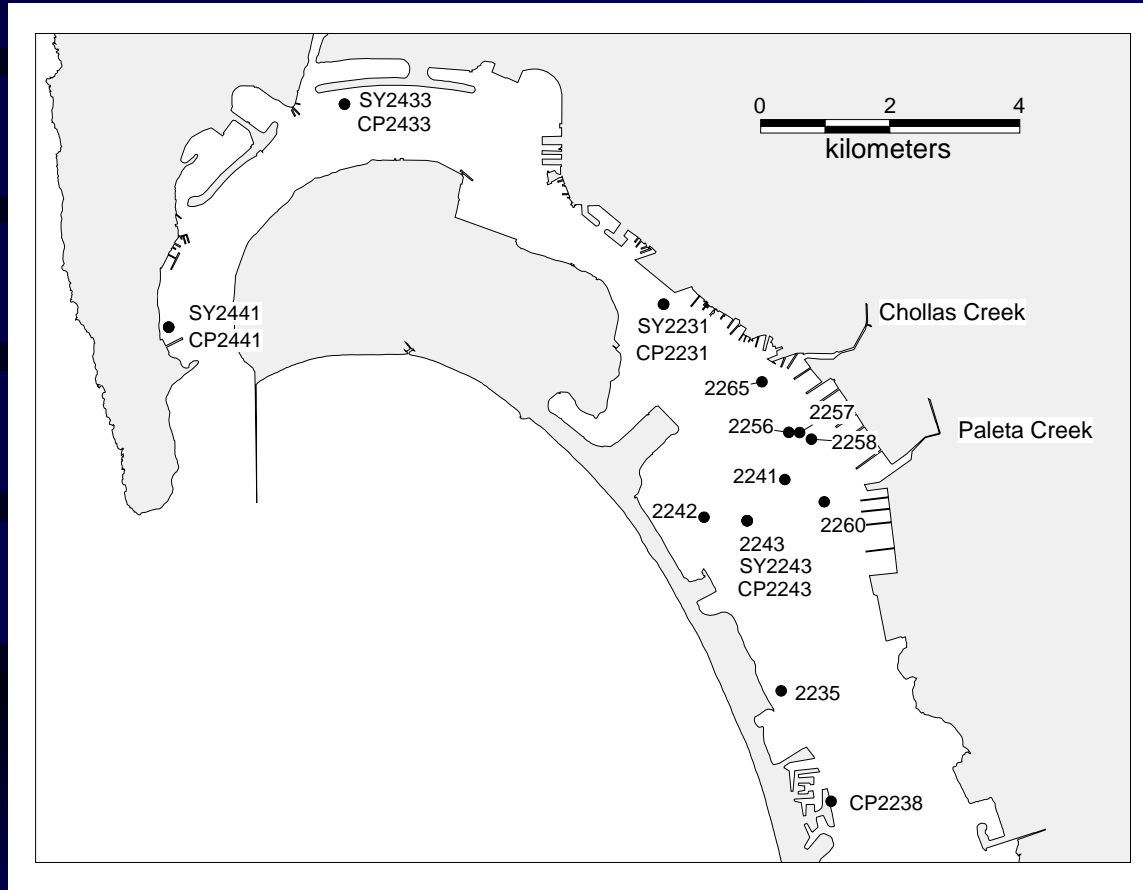 SY2433
CP2433
0 2 4
kilometers
SY2441
CP2441
SY2231
CP2231
Chollas Creek
2265
2257
2256
2258
Paleta Creek
2241
2242
2260
2243
SY2243
CP2243
2235
CP2238